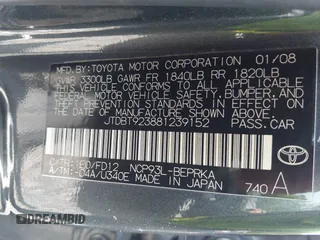 MFD BY:TOYOTA MOTOR CORPORATION 01/08
GVWR 3300LB GAWR FR 1840LB RR 1820LB
THIS VEHICLE CONFORMS TO ALL APPLICABLE
FEDERAL MOTOR VEHICLE SAFETY, BUMPER, AND
THEFT PREVENTION STANDARDS IN EFFECT ON
THE DATE OF MANUFACTURE SHOWN ABOVE.
JTDBT923881239152
C/TR: 1E0/FD12 NCP93L-BEPRKA
A/TM:-04A/U340E MADE IN JAPAN
TOYOTA
740 A
DREAMBID